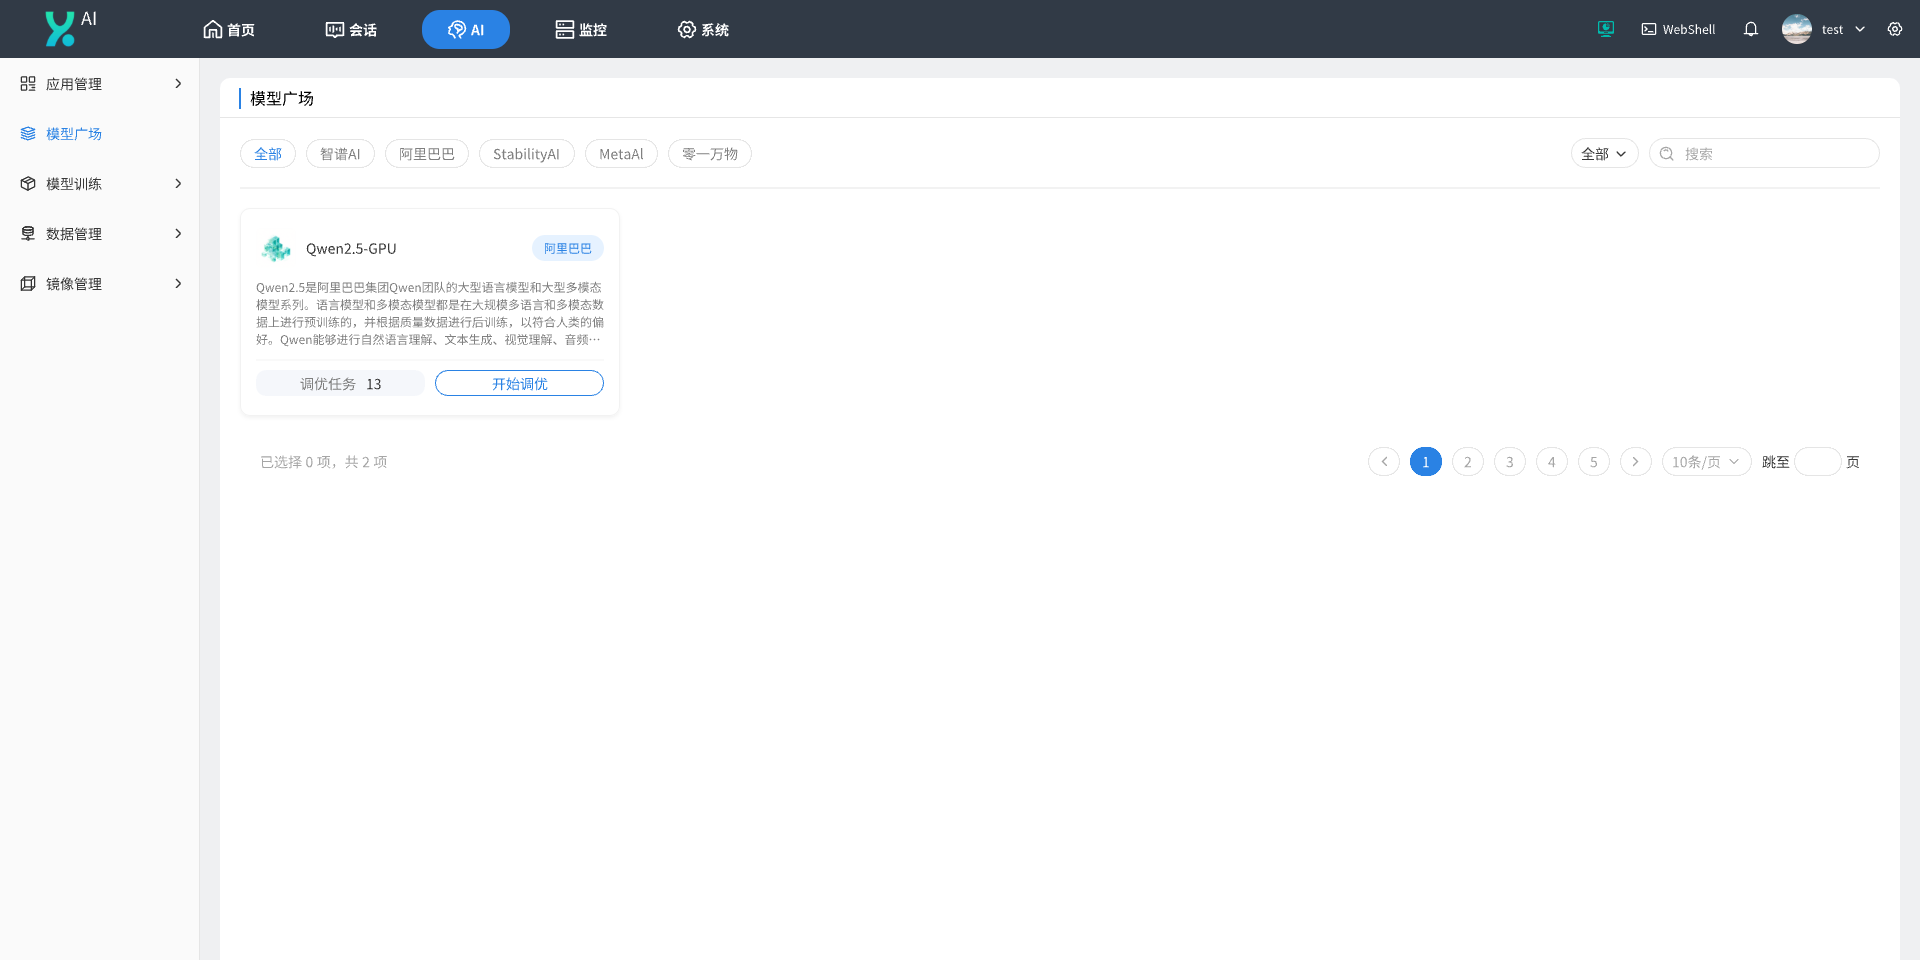 AI
首页
会话
AI
监控
系统
WebShell
test
应用管理
模型广场
模型训练
数据管理
镜像管理
模型广场
全部
智谱AI
阿里巴巴
StabilityAI
MetaAl
零一万物
全部
搜索
Qwen2.5-GPU
阿里巴巴
Qwen2.5是阿里巴巴集团Qwen团队的大型语言模型和大型多模态
模型系列。语言模型和多模态模型都是在大规模多语言和多模态数
据上进行预训练的，并根据质量数据进行后训练，以符合人类的偏
好。Qwen能够进行自然语言理解、文本生成、视觉理解、音频…
调优任务 13
开始调优
已选择 0 项，共 2 项
1
2
3
4
5
10条/页
跳至
页